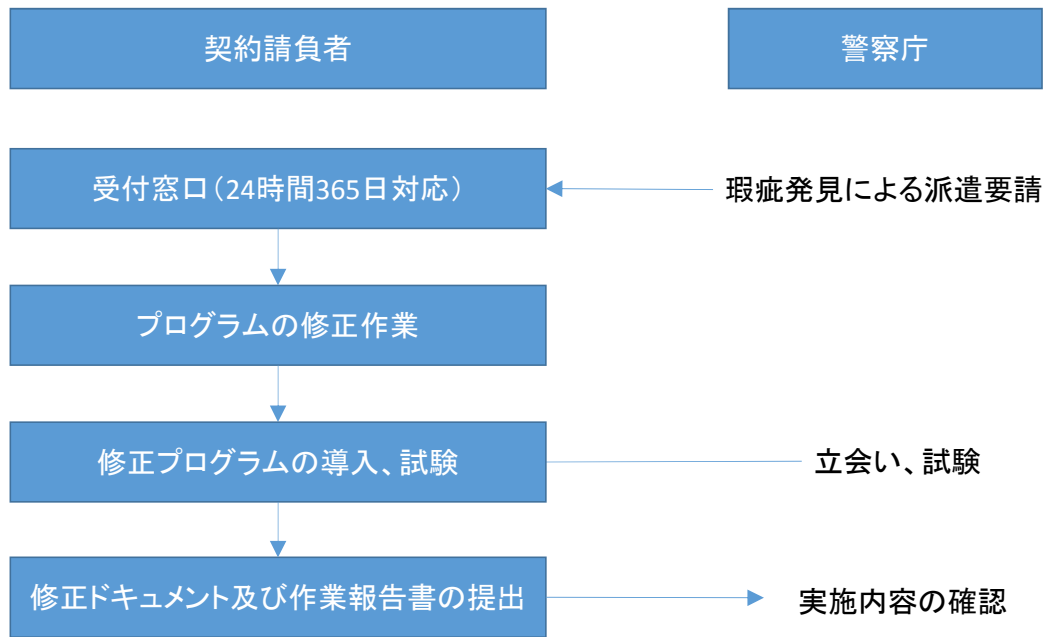 契約請負者
警察庁
受付窓口（24時間365日対応）
瑕疵発見による派遣要請
プログラムの修正作業
修正プログラムの導入、試験
立会い、試験
修正ドキュメント及び作業報告書の提出
実施内容の確認